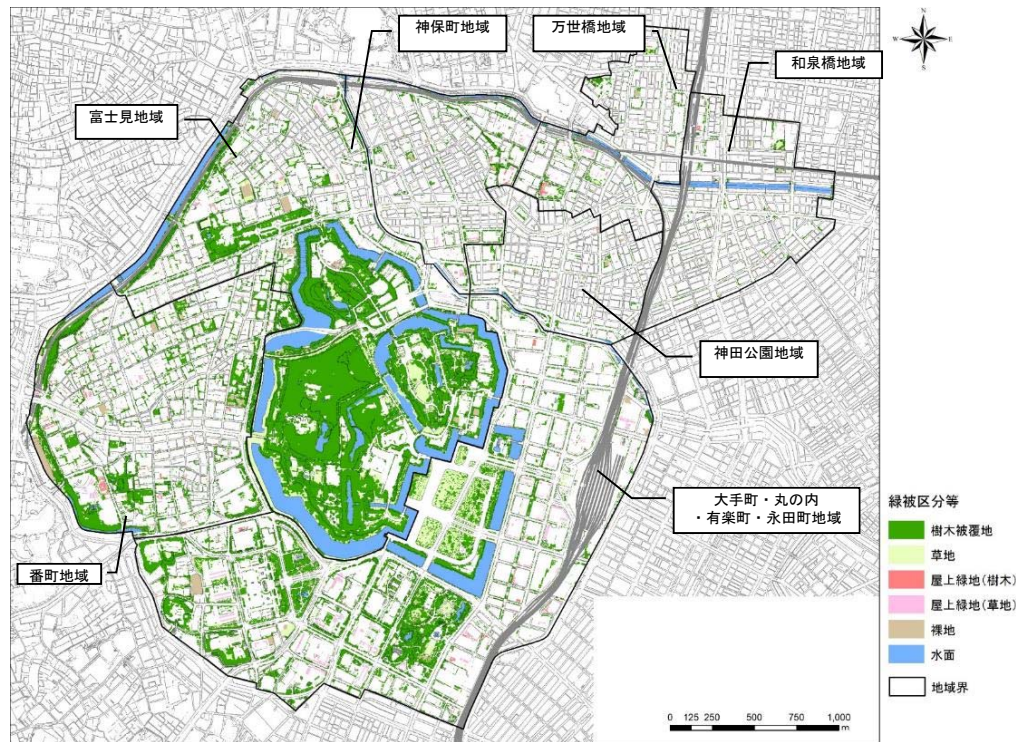 神保町地域
万世橋地域
和泉橋地域
富士見地域
神田公園地域
大手町・丸の内
・有楽町・永田町地域
番町地域
N
W
E
S
緑被区分等
樹木被覆地
草地
屋上緑地(樹木)
屋上緑地(草地)
裸地
水面
地域界
0 125 250 500 750 1,000
m